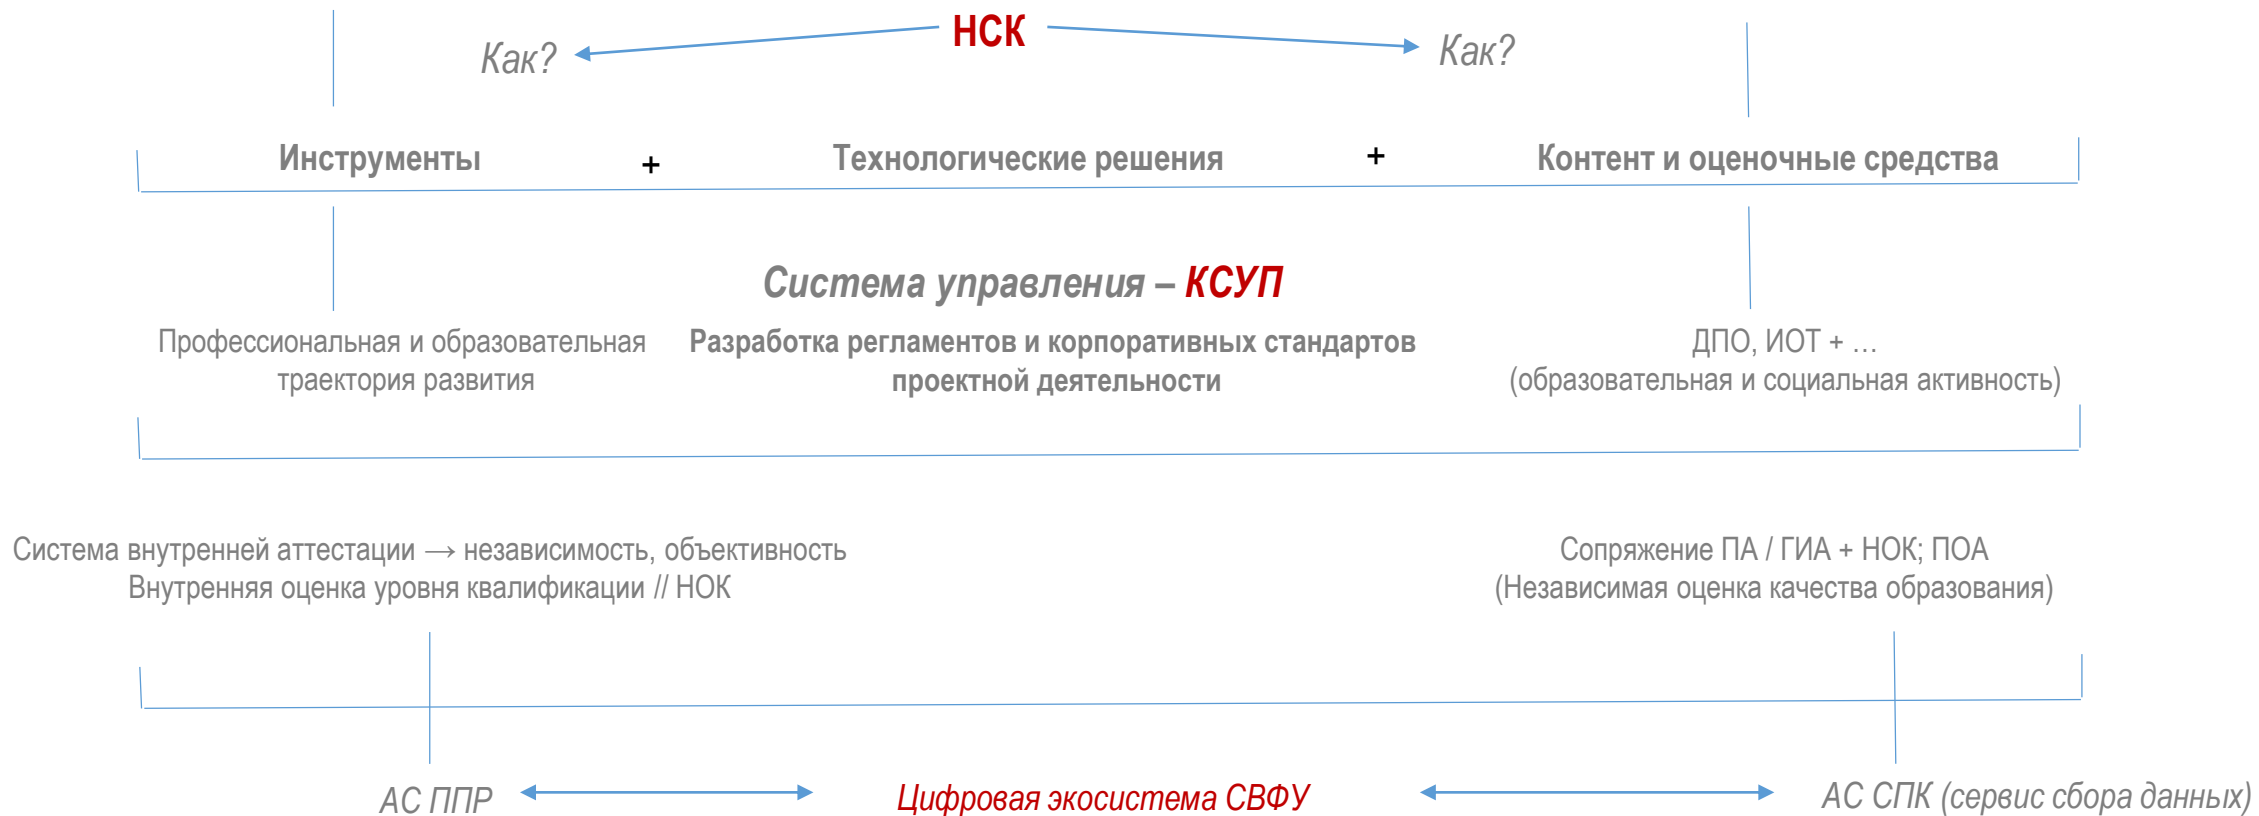 НСК
Как?
Как?
Инструменты + Технологические решения + Контент и оценочные средства
Система управления – КСУП
Профессиональная и образовательная
траектория развития
Разработка регламентов и корпоративных стандартов
проектной деятельности
ДПО, ИОТ + …
(образовательная и социальная активность)
Система внутренней аттестации → независимость, объективность
Внутренняя оценка уровня квалификации // НОК
Сопряжение ПА / ГИА + НОК; ПОА
(Независимая оценка качества образования)
АС ППР
Цифровая экосистема СВФУ
АС СПК (сервис сбора данных)